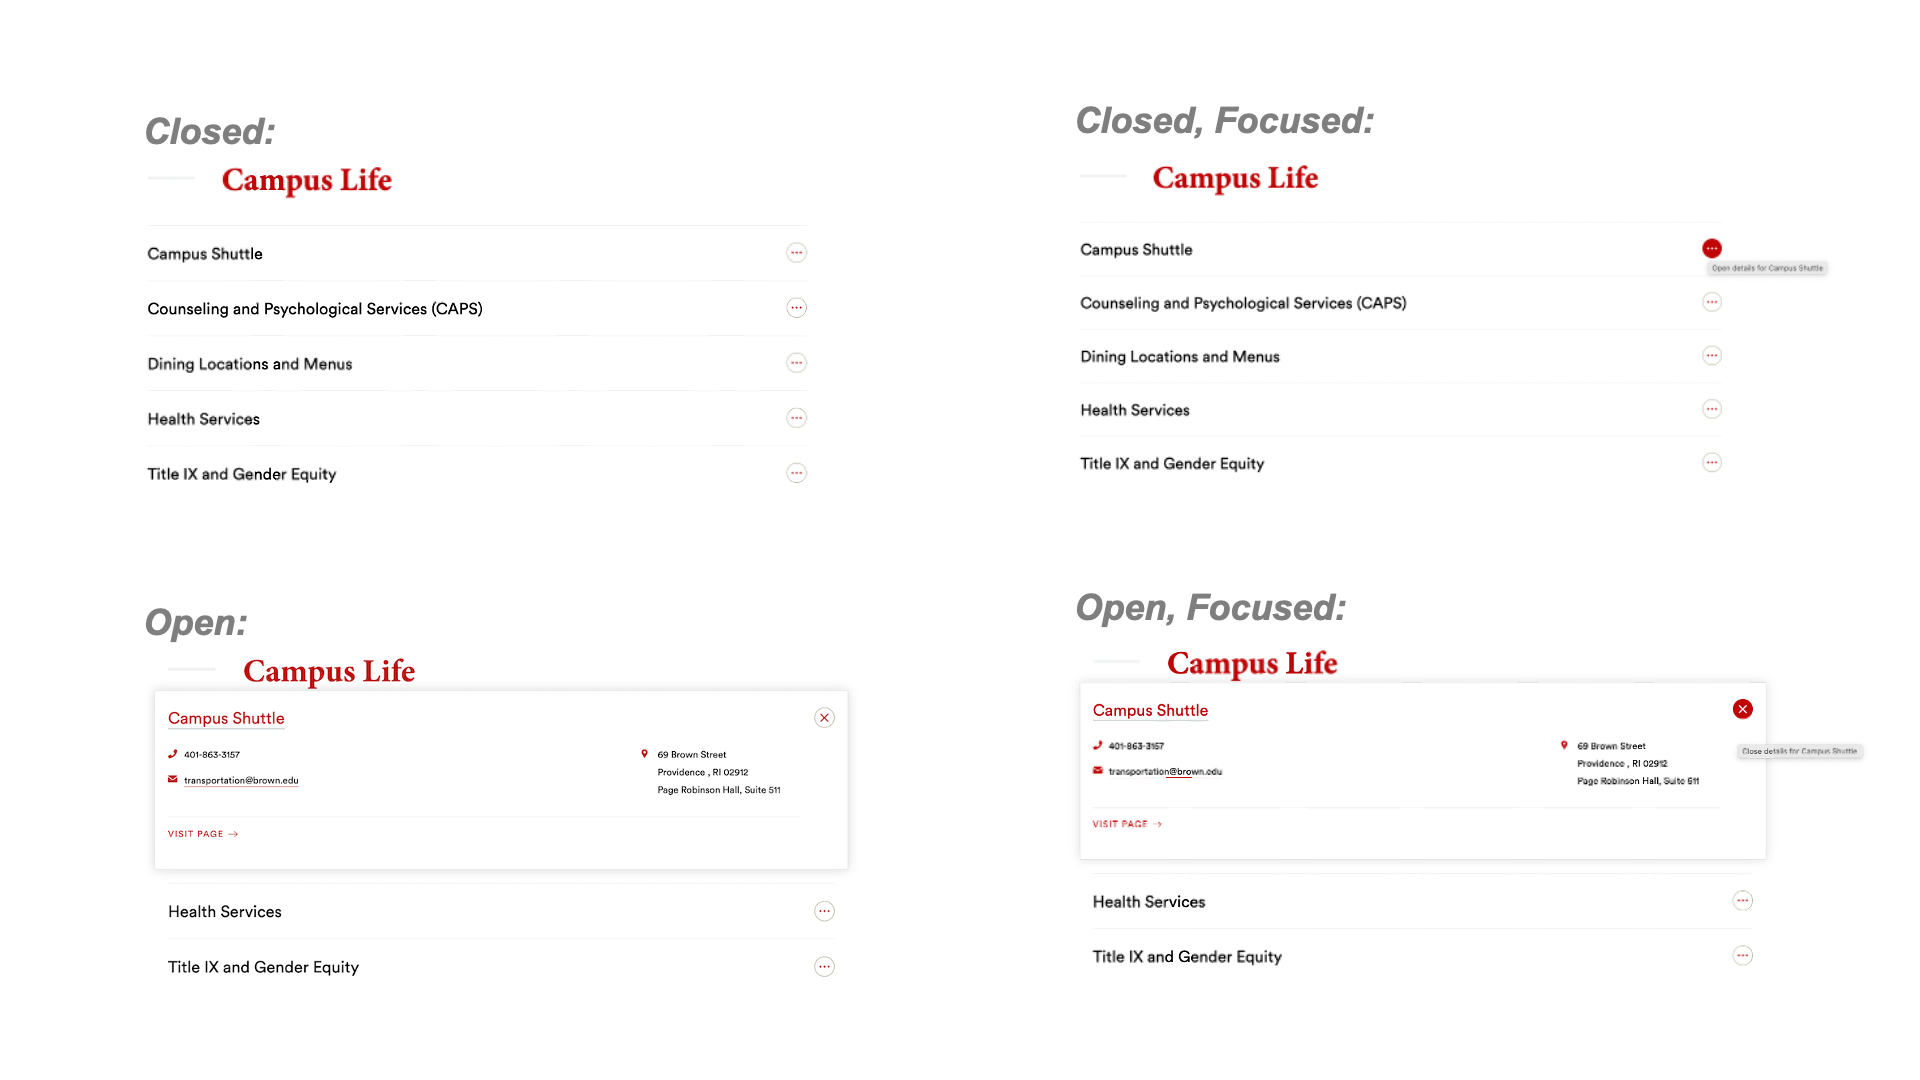 Closed:
Campus Life
Campus Shuttle
Counseling and Psychological Services (CAPS)
Dining Locations and Menus
Health Services
Title IX and Gender Equity
Closed, Focused:
Campus Life
Campus Shuttle
Open details for Campus Shuttle
Counseling and Psychological Services (CAPS)
Dining Locations and Menus
Health Services
Title IX and Gender Equity
Open:
Campus Life
Campus Shuttle
401-863-3157
transportation@brown.edu
69 Brown Street
Providence , RI 02912
Page Robinson Hall, Suite 511
VISIT PAGE →
Health Services
Title IX and Gender Equity
Open, Focused:
Campus Life
Campus Shuttle
401-863-3157
transportation@brown.edu
69 Brown Street
Providence , RI 02912
Page Robinson Hall, Suite 511
Close details for Campus Shuttle
VISIT PAGE →
Health Services
Title IX and Gender Equity